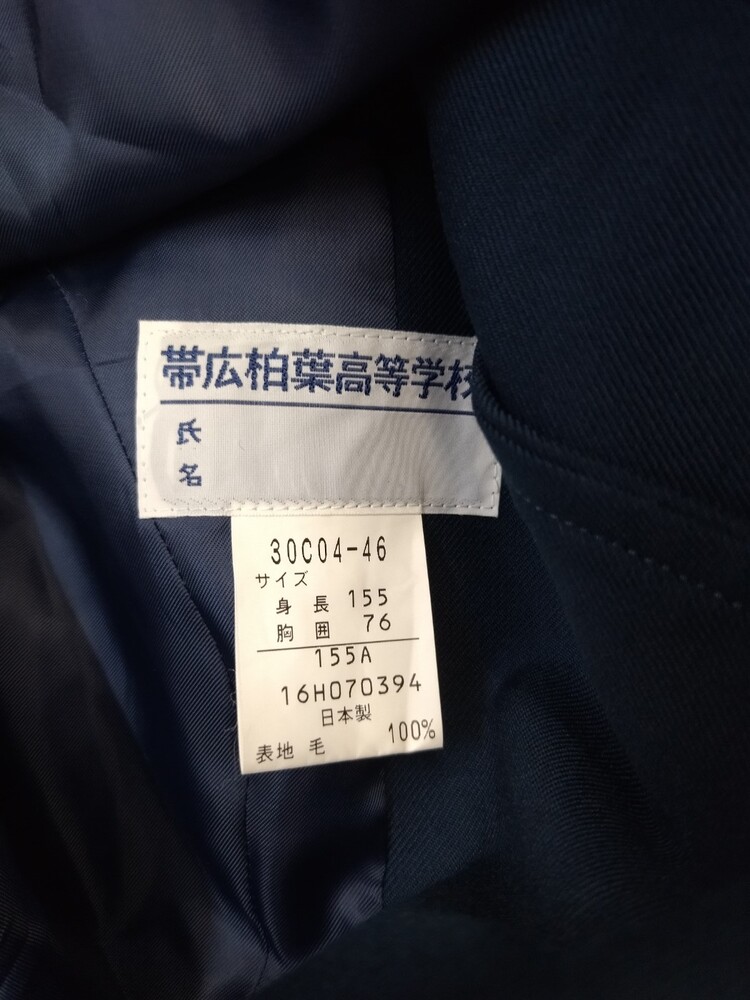 帯広柏葉高等学校
氏
名
30C04-46
サイズ
身長 155
胸囲 76
155A
16H070394
日本製
表地 毛 100%